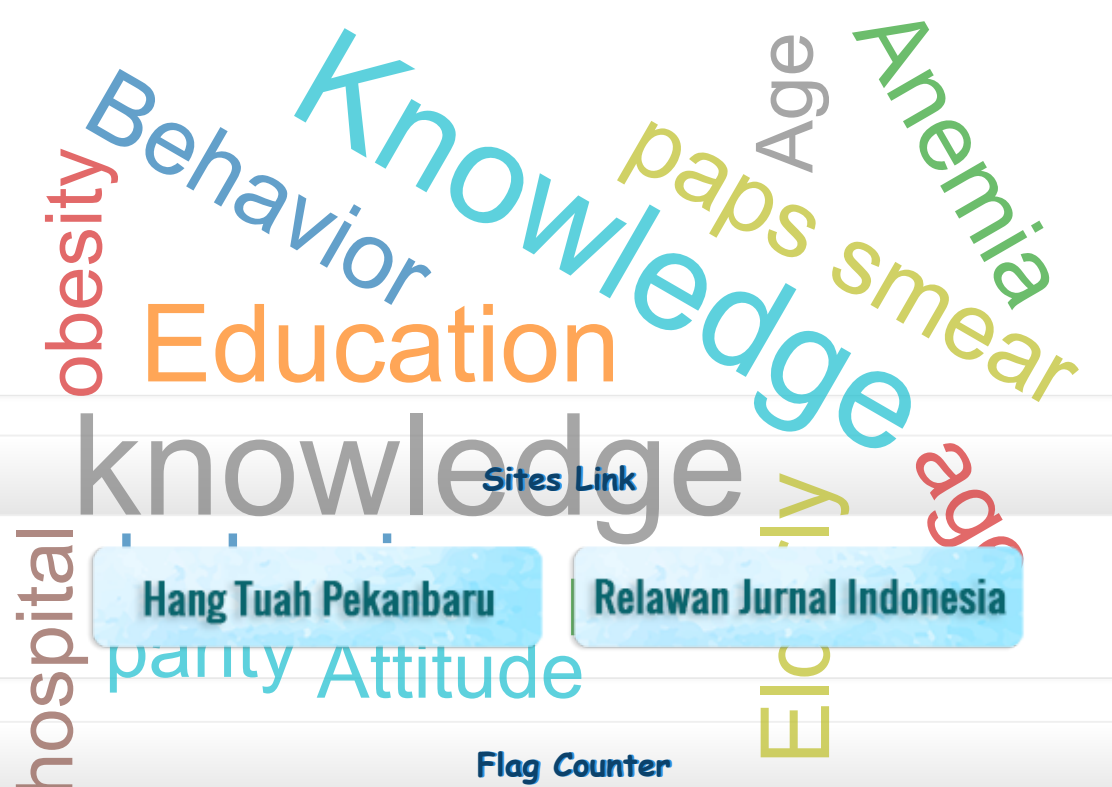 Knowledge
Age
Anemia
Behavior
paps smear
obesity
Education
knowledge
Sites Link
hospital
Hang Tuah Pekanbaru
Relawan Jurnal Indonesia
parity
Attitude
Flag Counter